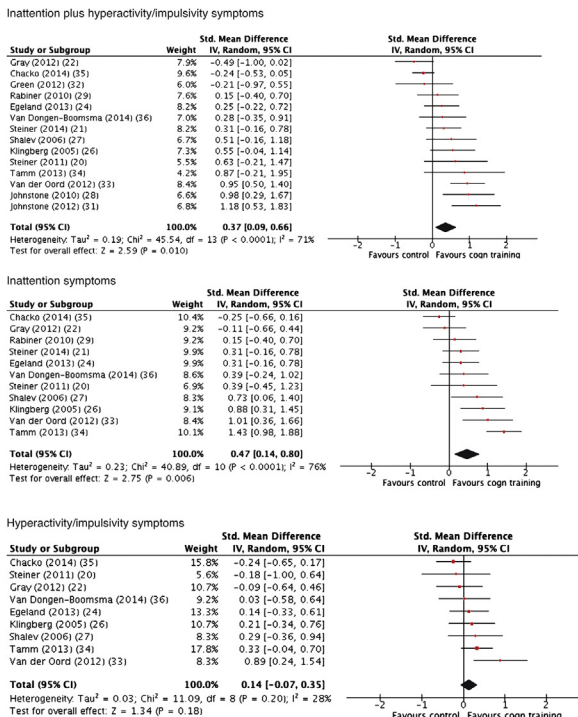 Inattention plus hyperactivity/impulsivity symptoms
Std. Mean Difference Std. Mean Difference
Study or Subgroup Weight IV, Random, 95% CI IV, Random, 95% CI
Gray (2012) (22) 7.9% -0.49 [-1.00, 0.02]
Chacko (2014) (35) 9.6% -0.24 [-0.53, 0.05]
Green (2012) (32) 6.0% -0.21 [-0.97, 0.55]
Rabiner (2010) (29) 7.6% 0.15 [-0.40, 0.70]
Egeland (2013) (24) 8.2% 0.25 [-0.22, 0.72]
Van Dongen-Boomsma (2014) (36) 7.0% 0.28 [-0.35, 0.91]
Steiner (2014) (21) 8.2% 0.31 [-0.16, 0.78]
Shalev (2006) (27) 6.7% 0.51 [-0.16, 1.18]
Klingberg (2005) (26) 7.2% 0.55 [-0.04, 1.14]
Steiner (2011) (20) 5.5% 0.63 [-0.21, 1.47]
Tamm (2013) (34) 4.2% 0.87 [-0.21, 1.95]
Van der Oord (2012) (33) 8.4% 0.95 [0.50, 1.40]
Johnstone (2010) (28) 6.8% 0.98 [0.29, 1.67]
Johnstone (2012) (31) 6.8% 1.18 [0.53, 1.83]
Total (95% CI) 100.0% 0.37 [0.09, 0.66]
Heterogeneity: Tau² = 0.19; Chi² = 45.54, df = 13 (P < 0.0001); I² = 71%
Test for overall effect: Z = 2.59 (P = 0.010)
-1 0 1 2
Favours control Favours cogn training
Inattention symptoms
Std. Mean Difference Std. Mean Difference
Study or Subgroup Weight IV, Random, 95% CI IV, Random, 95% CI
Chacko (2014) (35) 10.4% -0.25 [-0.66, 0.16]
Gray (2012) (22) 9.2% -0.11 [-0.66, 0.44]
Rabiner (2010) (29) 9.2% 0.15 [-0.40, 0.70]
Steiner (2014) (21) 9.9% 0.31 [-0.16, 0.78]
Egeland (2013) (24) 9.9% 0.31 [-0.16, 0.78]
Van Dongen-Boomsma (2014) (36) 8.6% 0.39 [-0.24, 1.02]
Steiner (2011) (20) 6.9% 0.39 [-0.45, 1.23]
Shalev (2006) (27) 8.3% 0.73 [0.06, 1.40]
Klingberg (2005) (26) 9.1% 0.88 [0.31, 1.45]
Van der Oord (2012) (33) 8.4% 1.01 [0.36, 1.66]
Tamm (2013) (34) 10.1% 1.43 [0.98, 1.88]
Total (95% CI) 100.0% 0.47 [0.14, 0.80]
Heterogeneity: Tau² = 0.23; Chi² = 40.89, df = 10 (P < 0.0001); I² = 76%
Test for overall effect: Z = 2.75 (P = 0.006)
-2 -1 0 1 2
Favours control Favours cogn training
Hyperactivity/impulsivity symptoms
Std. Mean Difference Std. Mean Difference
Study or Subgroup Weight IV, Random, 95% CI IV, Random, 95% CI
Chacko (2014) (35) 15.8% -0.24 [-0.65, 0.17]
Steiner (2011) (20) 5.6% -0.18 [-1.00, 0.64]
Gray (2012) (22) 10.7% -0.09 [-0.64, 0.46]
Van Dongen-Boomsma (2014) (36) 9.2% 0.03 [-0.58, 0.64]
Egeland (2013) (24) 13.3% 0.14 [-0.33, 0.61]
Klingberg (2005) (26) 10.7% 0.21 [-0.34, 0.76]
Shalev (2006) (27) 8.3% 0.29 [-0.36, 0.94]
Tamm (2013) (34) 17.8% 0.33 [-0.04, 0.70]
Van der Oord (2012) (33) 8.3% 0.89 [0.24, 1.54]
Total (95% CI) 100.0% 0.14 [-0.07, 0.35]
Heterogeneity: Tau² = 0.03; Chi² = 11.09, df = 8 (P = 0.20); I² = 28%
Test for overall effect: Z = 1.34 (P = 0.18)
-2 -1 0 1 2
Favours control Favours cogn training